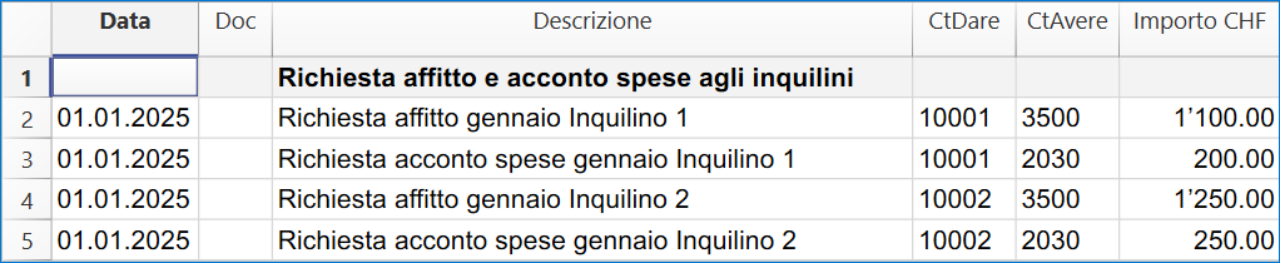 Data Doc Descrizione CtDare CtAvere Importo CHF
1 Richiesta affitto e acconto spese agli inquilini
2 01.01.2025 Richiesta affitto gennaio Inquilino 1 10001 3500 1’100.00
3 01.01.2025 Richiesta acconto spese gennaio Inquilino 1 10001 2030 200.00
4 01.01.2025 Richiesta affitto gennaio Inquilino 2 10002 3500 1’250.00
5 01.01.2025 Richiesta acconto spese gennaio Inquilino 2 10002 2030 250.00